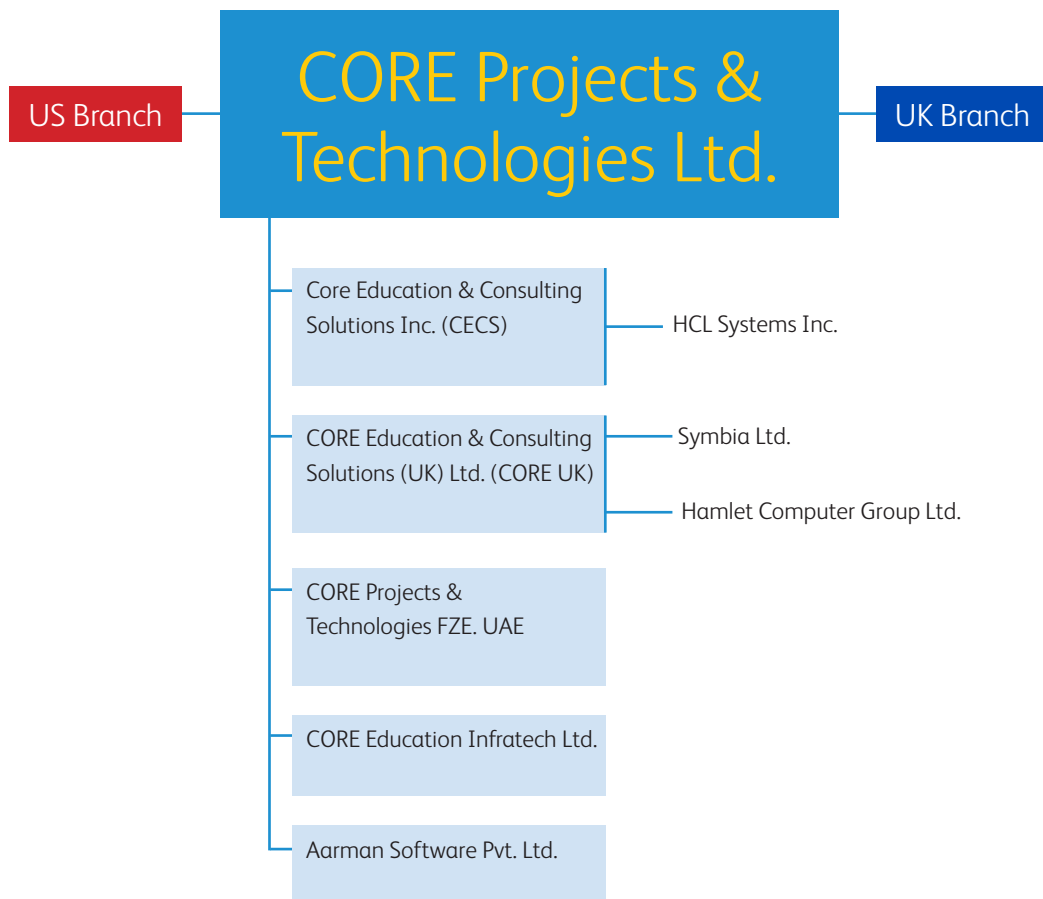 CORE Projects &
Technologies Ltd.
US Branch
UK Branch
Core Education & Consulting
Solutions Inc. (CECS)
HCL Systems Inc.
CORE Education & Consulting
Solutions (UK) Ltd. (CORE UK)
Symbia Ltd.
Hamlet Computer Group Ltd.
CORE Projects &
Technologies FZE. UAE
CORE Education Infratech Ltd.
Aarman Software Pvt. Ltd.